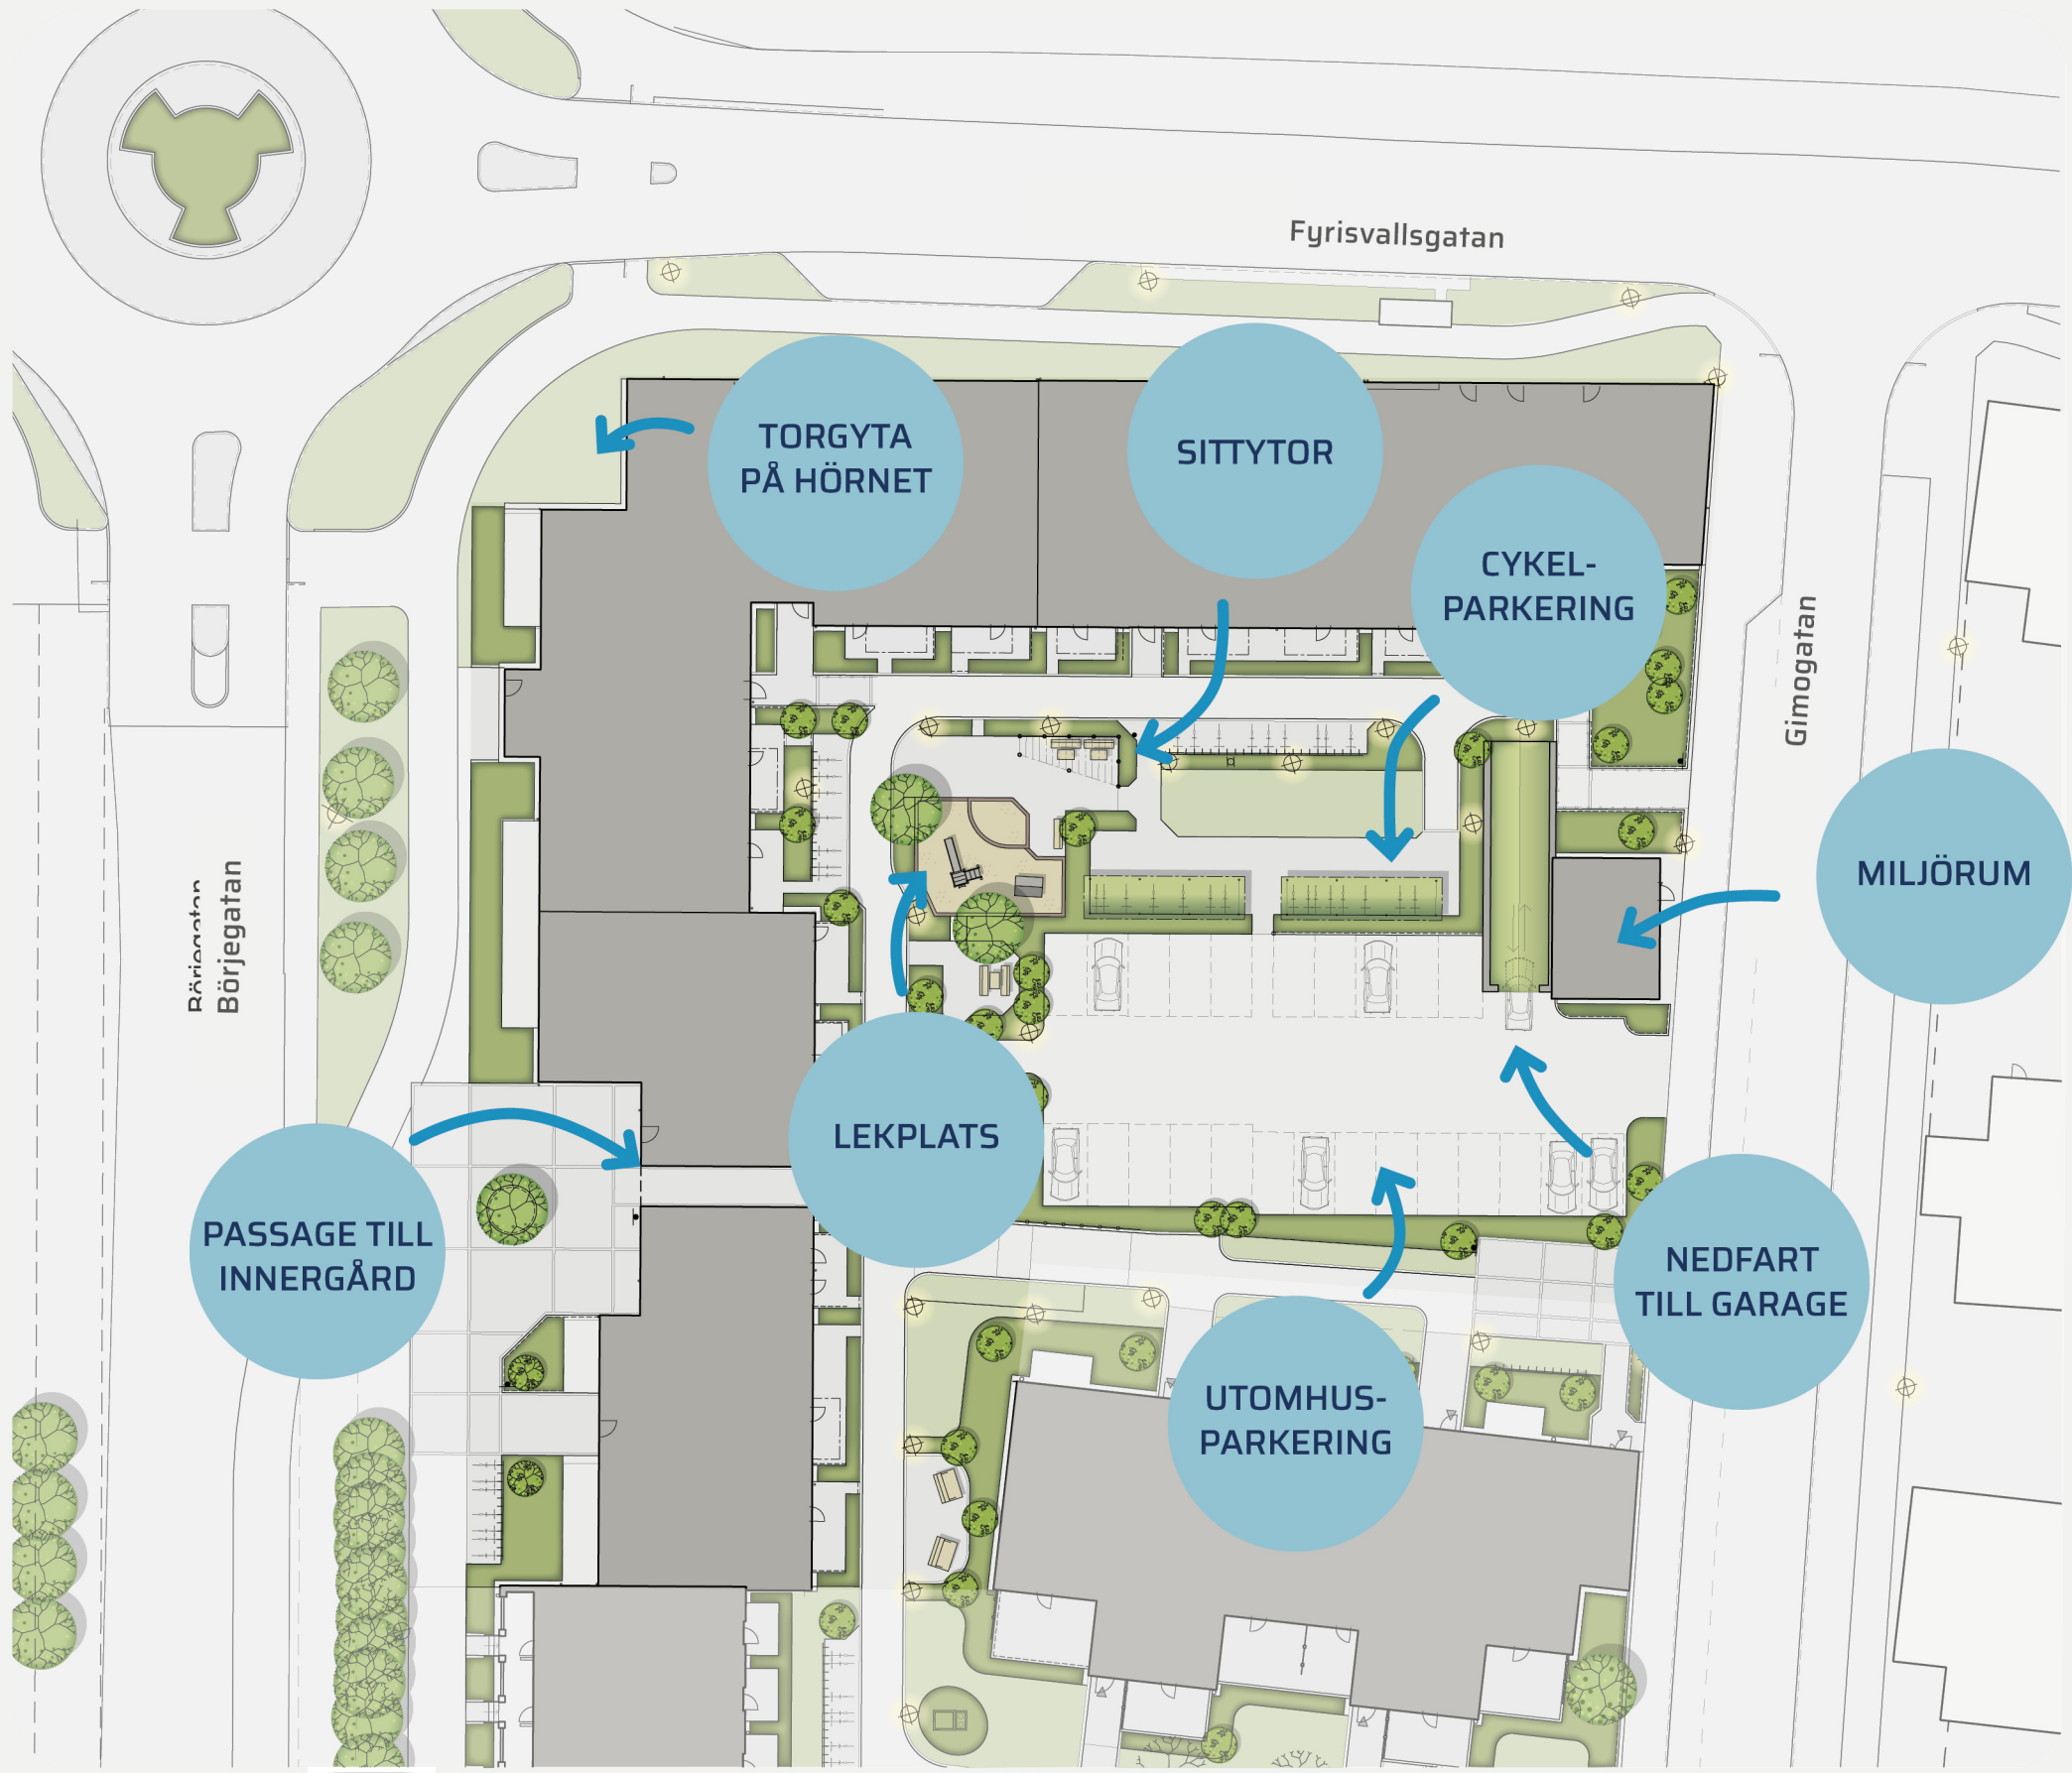 Fyrisvallsgatan
TORGYTA
PÅ HÖRNET
SITTYTOR
CYKEL-
PARKERING
Gimogatan
MILJÖRUM
Börjegatan
Börjegatan
LEKPLATS
PASSAGE TILL
INNERGÅRD
NEDFART
TILL GARAGE
UTOMHUS-
PARKERING